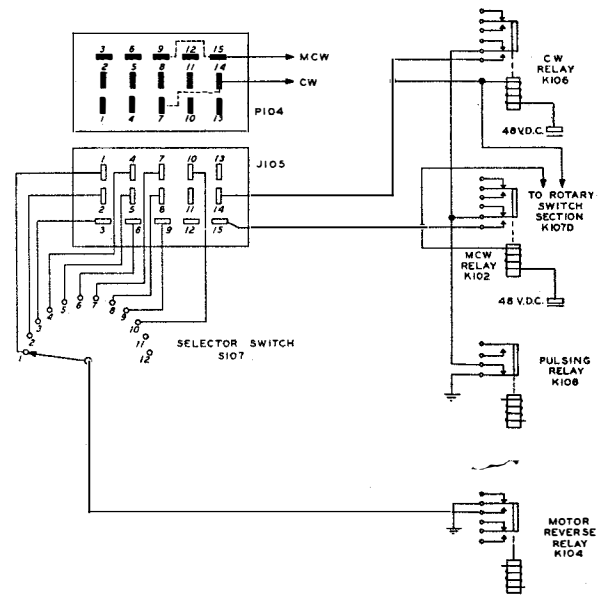 3 6 9 12 15
MCW
2 5 8 11 14
CW
1 4 7 10 13
P104
CW
RELAY
K106
48 V.D.C.
1 4 7 10 13
J105
2 5 8 11 14
3 6 9 12 15
TO ROTARY
SWITCH
SECTION
K107D
MCW
RELAY
K102
48 V.D.C.
1 2 3 4 5 6 7 8 9 10 11 12
SELECTOR SWITCH
S107
PULSING
RELAY
K108
MOTOR
REVERSE
RELAY
K104